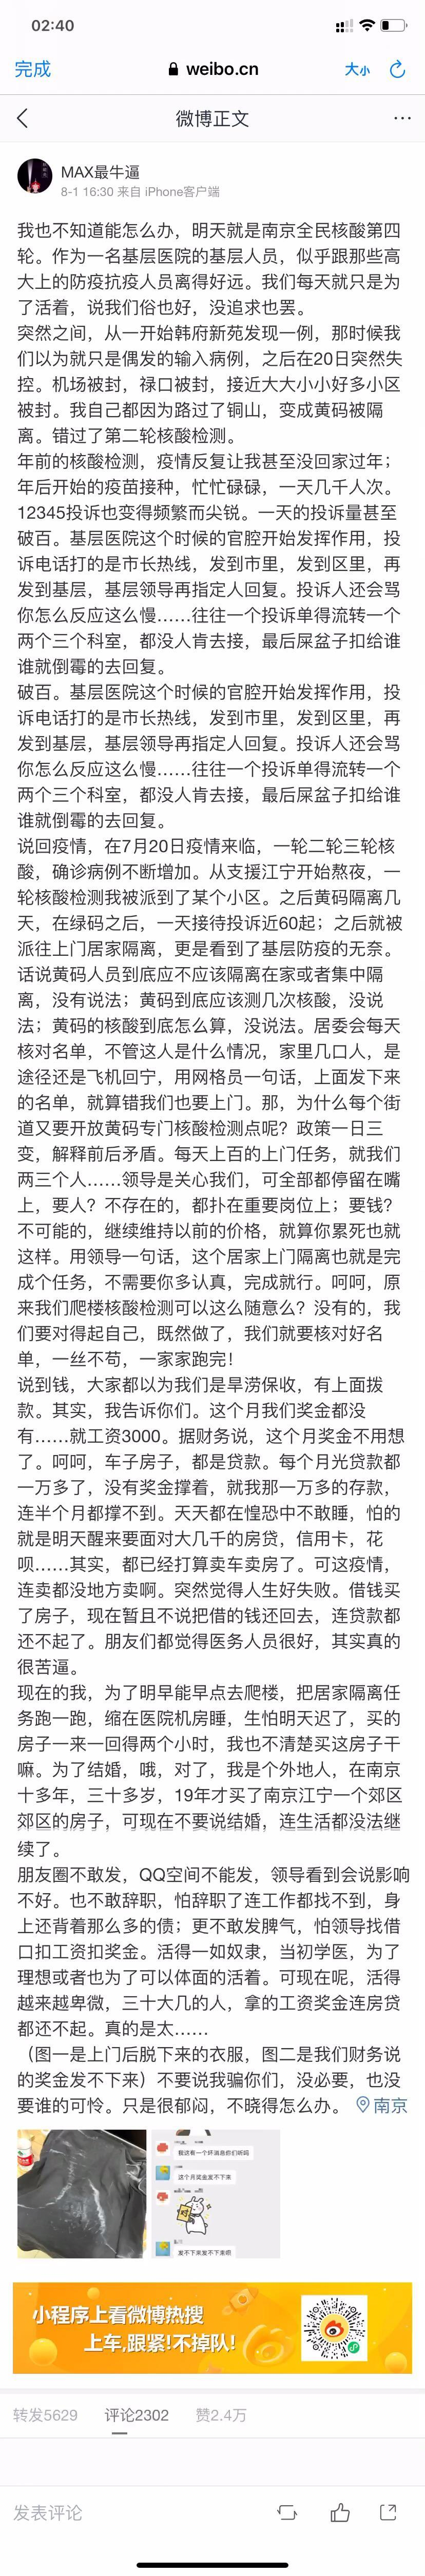 02:40
完成
weibo.cn
大小
微博正文
MAX最牛逼
8-1 16:30 来自 iPhone客户端
我也不知道能怎么办，明天就是南京全民核酸第四
轮。作为一名基层医院的基层人员，似乎跟那些高
大上的防疫抗疫人员离得好远。我们每天就只是为
了活着，说我们俗也好，没追求也罢。
突然之间，从一开始韩府新苑发现一例，那时候我
们以为就只是偶发的输入病例，之后在20日突然失
控。机场被封，禄口被封，接近大大小小好多小区
被封。我自己都因为路过了铜山，变成黄码被隔
离。错过了第二轮核酸检测。
年前的核酸检测，疫情反复让我甚至没回家过年；
年后开始的疫苗接种，忙忙碌碌，一天几千人次。
12345投诉也变得频繁而尖锐。一天的投诉量甚至
破百。基层医院这个时候的官腔开始发挥作用，投
诉电话打的是市长热线，发到市里，发到区里，再
发到基层，基层领导再指定人回复。投诉人还会骂
你怎么反应这么慢……往往一个投诉单得流转一个
两个三个科室，都没人肯去接，最后屎盆子扣给谁
谁就倒霉的去回复。
破百。基层医院这个时候的官腔开始发挥作用，投
诉电话打的是市长热线，发到市里，发到区里，再
发到基层，基层领导再指定人回复。投诉人还会骂
你怎么反应这么慢……往往一个投诉单得流转一个
两个三个科室，都没人肯去接，最后屎盆子扣给谁
谁就倒霉的去回复。
说回疫情，在7月20日疫情来临，一轮二轮三轮核
酸，确诊病例不断增加。从支援江宁开始熬夜，一
轮核酸检测我被派到了某个小区。之后黄码隔离几
天，在绿码之后，一天接待投诉近60起；之后就被
派往上门居家隔离，更是看到了基层防疫的无奈。
话说黄码人员到底应不应该隔离在家或者集中隔
离，没有说法；黄码到底应该测几次核酸，没说
法；黄码的核酸到底怎么算，没说法。居委会每天
核对名单，不管这人是什么情况，家里几口人，是
途径还是飞机回宁，用网格员一句话，上面发下来
的名单，就算错我们也要上门。那，为什么每个街
道又要开放黄码专门核酸检测点呢？政策一日三
变，解释前后矛盾。每天上百的上门任务，就我们
两三个人……领导是关心我们，可全部都停留在嘴
上，要人？不存在的，都扑在重要岗位上；要钱？
不可能的，继续维持以前的价格，就算你累死也就
这样。用领导一句话，这个居家上门隔离也就是完
成个任务，不需要你多认真，完成就行。呵呵，原
来我们爬楼核酸检测可以这么随意么？没有的，我
们要对得起自己，既然做了，我们就要核对好名
单，一丝不苟，一家家跑完！
说到钱，大家都以为我们是旱涝保收，有上面拨
款。其实，我告诉你们。这个月我们奖金都没
有……就工资3000。据财务说，这个月奖金不用想
了。呵呵，车子房子，都是贷款。每个月光贷款都
一万多了，没有奖金撑着，就我那一万多的存款，
连半个月都撑不到。天天都在惶恐中不敢睡，怕的
就是明天醒来要面对大几千的房贷，信用卡，花
呗……其实，都已经打算卖车卖房了。可这疫情，
连卖都没地方卖啊。突然觉得人生好失败。借钱买
了房子，现在暂且不说把借的钱还回去，连贷款都
还不起了。朋友们都觉得医务人员很好，其实真的
很苦逼。
现在的我，为了明早能早点去爬楼，把居家隔离任
务跑一跑，缩在医院机房睡，生怕明天迟了，买的
房子一来一回得两个小时，我也不清楚买这房子干
嘛。为了结婚，哦，对了，我是个外地人，在南京
十多年，三十多岁，19年才买了南京江宁一个郊区
郊区的房子，可现在不要说结婚，连生活都没法继
续了。
朋友圈不敢发，QQ空间不能发，领导看到会说影响
不好。也不敢辞职，怕辞职了连工作都找不到，身
上还背着那么多的债；更不敢发脾气，怕领导找借
口扣工资扣奖金。活得一如奴隶，当初学医，为了
理想或者也为了可以体面的活着。可现在呢，活得
越来越卑微，三十大几的人，拿的工资奖金连房贷
都还不起。真的是太……
（图一是上门后脱下来的衣服，图二是我们财务说
的奖金发不下来）不要说我骗你们，没必要，也没
要谁的可怜。只是很郁闷，不晓得怎么办。 南京
我这有一个坏消息你们听吗
这个月奖金发不下来
发不下来发不下来啊
小程序上看微博热搜
上车,跟紧!不掉队!
转发5629 评论2302 赞2.4万
发表评论